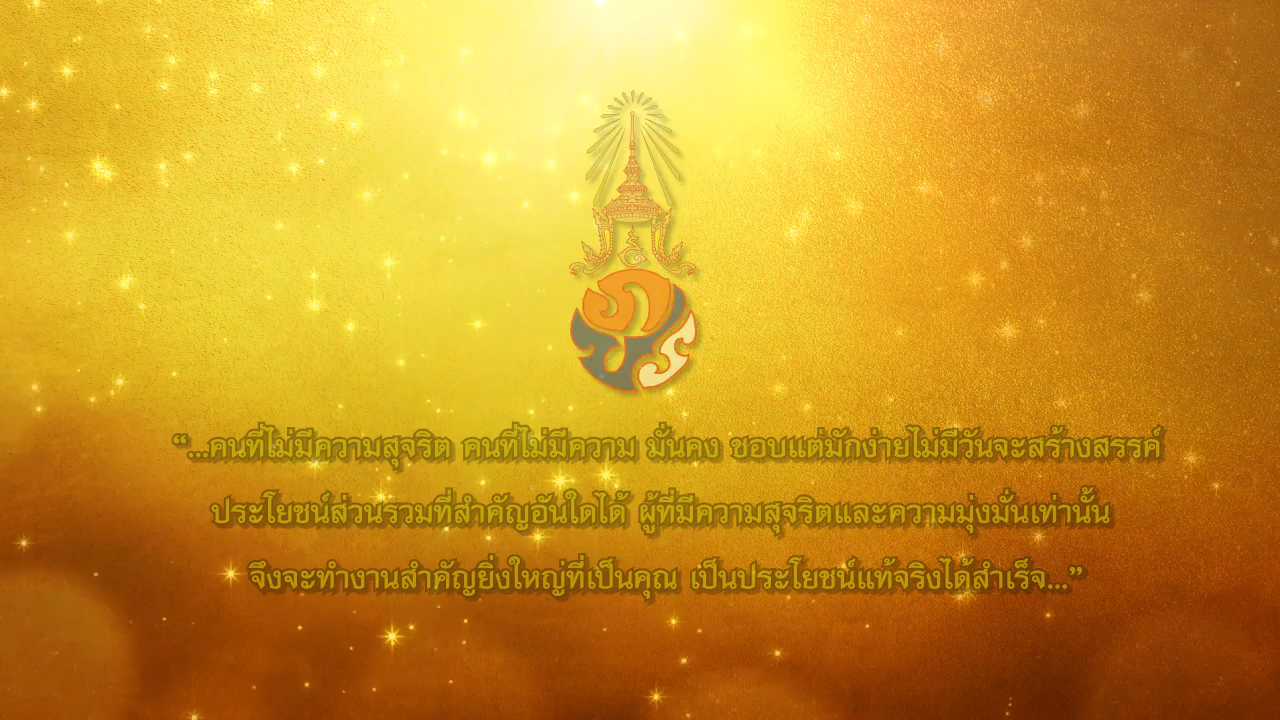 “...คนที่ไม่มีความสุจริต คนที่ไม่มีความ มั่นคง ชอบแต่มักง่ายไม่มีวันจะสร้างสรรค์
ประโยชน์ส่วนรวมที่สำคัญอันใดได้ ผู้ที่มีความสุจริตและความมุ่งมั่นเท่านั้น
จึงจะทำงานสำคัญยิ่งใหญ่ที่เป็นคุณ เป็นประโยชน์แท้จริงได้สำเร็จ...”